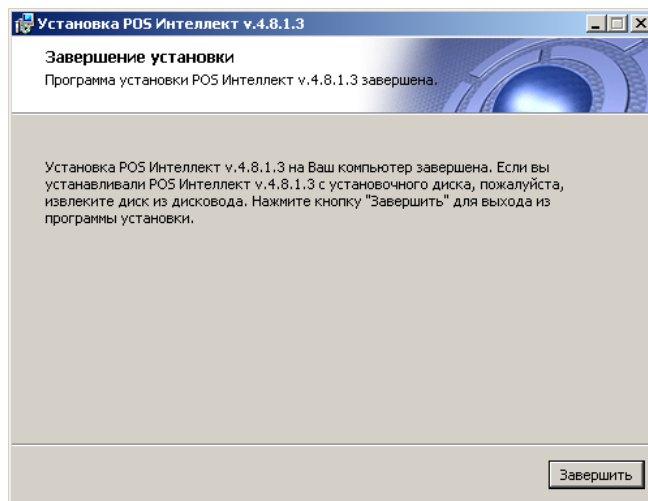 Установка POS Интеллект v.4.8.1.3
Завершение установки
Программа установки POS Интеллект v.4.8.1.3 завершена.
Установка POS Интеллект v.4.8.1.3 на Ваш компьютер завершена. Если вы
устанавливали POS Интеллект v.4.8.1.3 с установочного диска, пожалуйста,
извлеките диск из дисковода. Нажмите кнопку "Завершить" для выхода из
программы установки.
Завершить